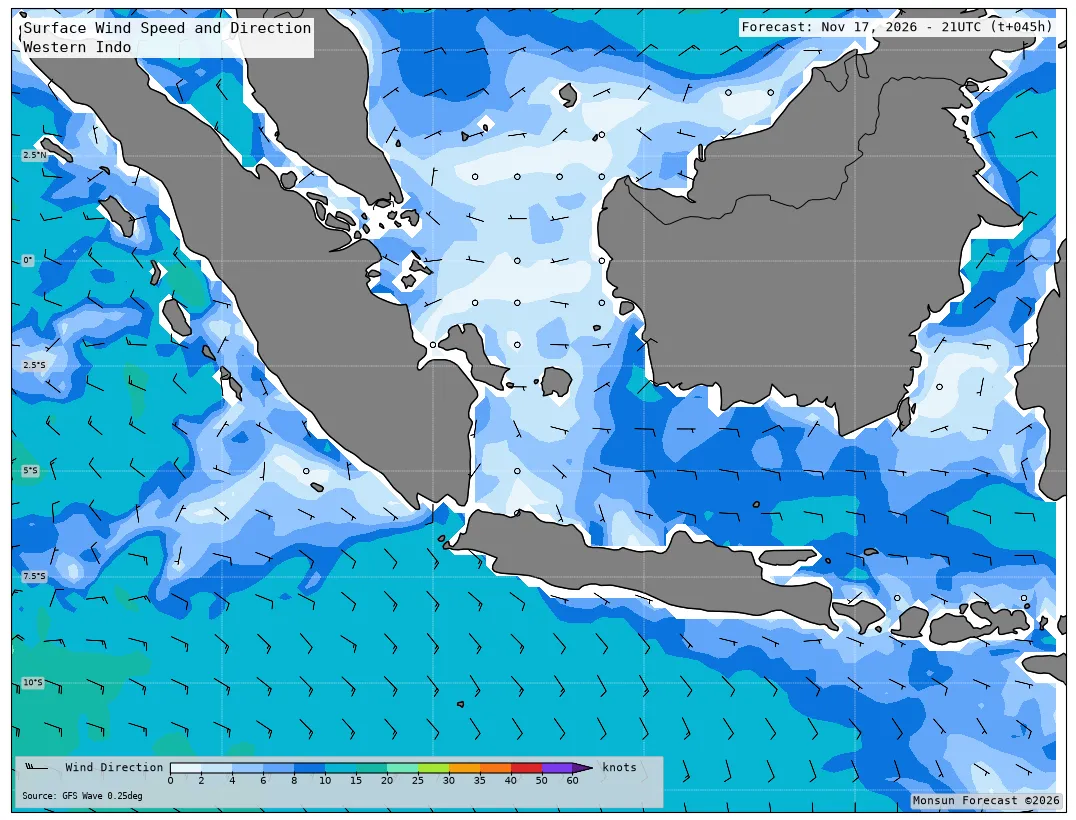 Surface Wind Speed and Direction
Western Indo
Forecast: Nov 17, 2026 - 21UTC (t+045h)
2.5°N
0°
2.5°S
5°S
7.5°S
10°S
Wind Direction
0 2 4 6 8 10 15 20 25 30 35 40 50 60 knots
Source: GFS Wave 0.25deg
Monsun Forecast ©2026